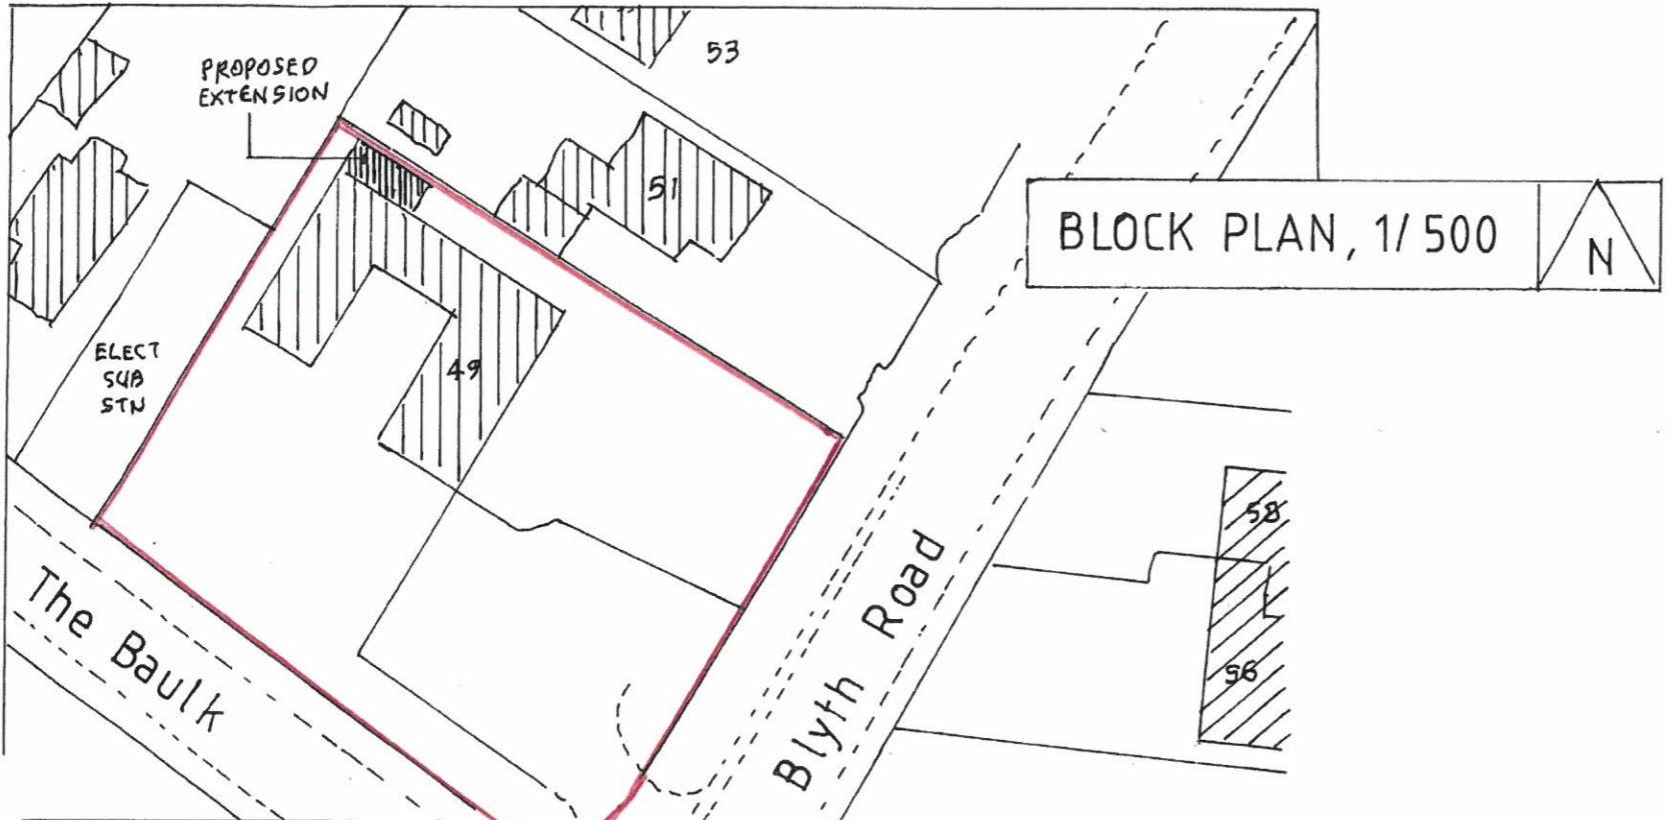 53
PROPOSED
EXTENSION
51
BLOCK PLAN, 1/500
N
49
ELECT
SUB
STN
58
56
The Baulk
Blyth Road